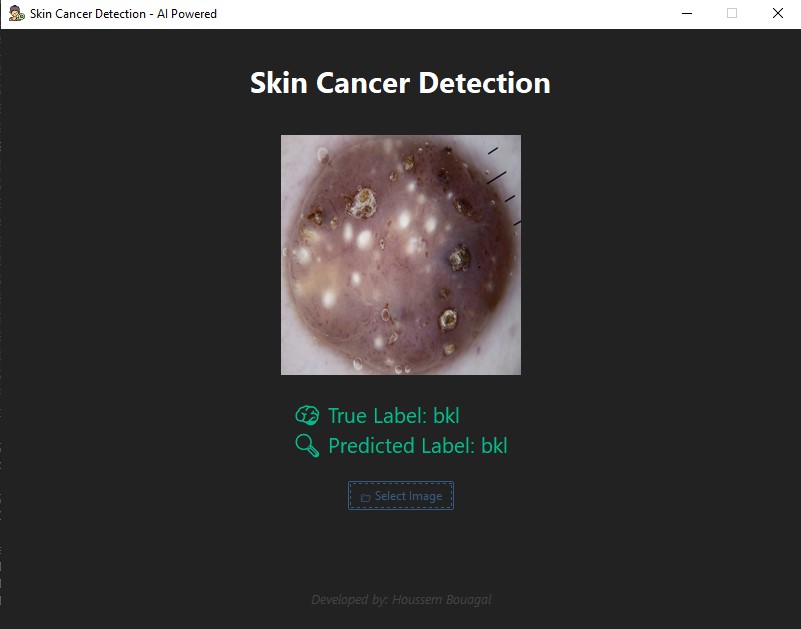 Skin Cancer Detection - AI Powered
Skin Cancer Detection
True Label: bkl
Predicted Label: bkl
Select Image
Developed by: Houssem Bouagal